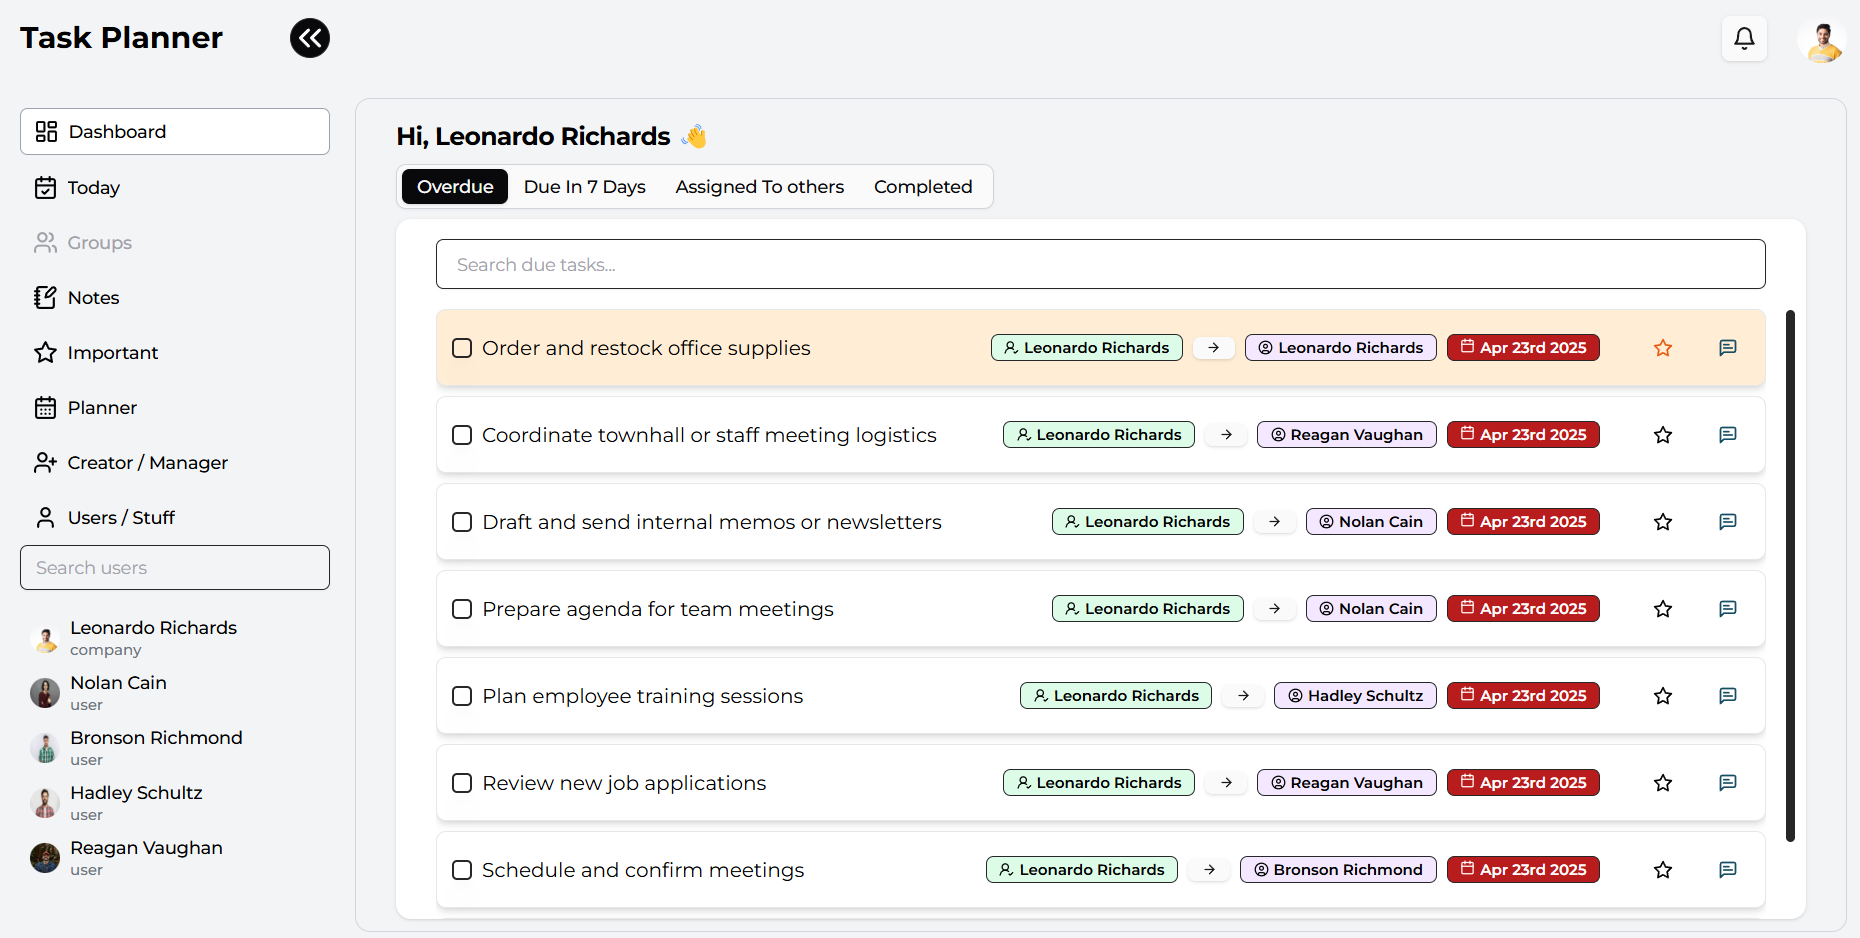 Task Planner
Dashboard
Today
Groups
Notes
Important
Planner
Creator / Manager
Users / Stuff
Search users
Leonardo Richards
company
Nolan Cain
user
Bronson Richmond
user
Hadley Schultz
user
Reagan Vaughan
user
Hi, Leonardo Richards 👋
Overdue Due In 7 Days Assigned To others Completed
Search due tasks...
Order and restock office supplies Leonardo Richards → Leonardo Richards Apr 23rd 2025
Coordinate townhall or staff meeting logistics Leonardo Richards → Reagan Vaughan Apr 23rd 2025
Draft and send internal memos or newsletters Leonardo Richards → Nolan Cain Apr 23rd 2025
Prepare agenda for team meetings Leonardo Richards → Nolan Cain Apr 23rd 2025
Plan employee training sessions Leonardo Richards → Hadley Schultz Apr 23rd 2025
Review new job applications Leonardo Richards → Reagan Vaughan Apr 23rd 2025
Schedule and confirm meetings Leonardo Richards → Bronson Richmond Apr 23rd 2025